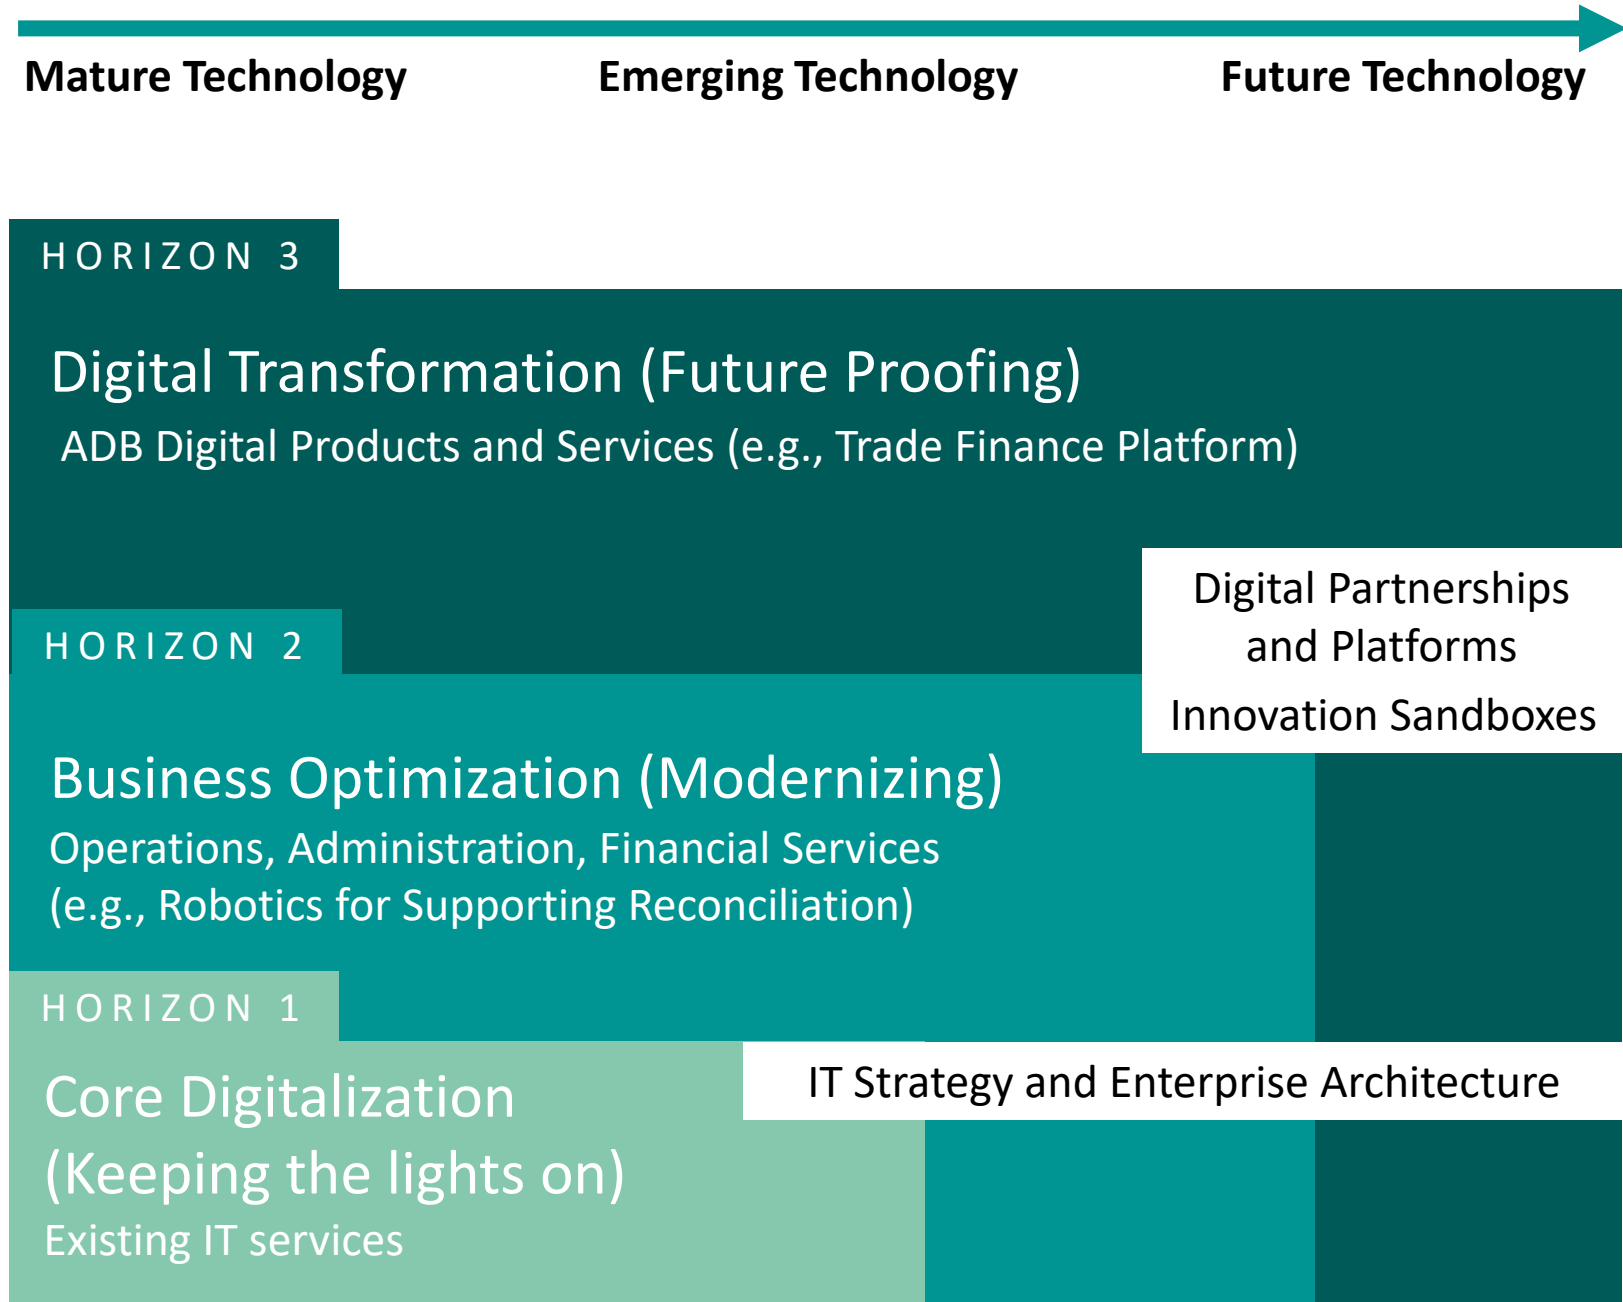 Mature Technology
Emerging Technology
Future Technology
HORIZON 3
Digital Transformation (Future Proofing)
ADB Digital Products and Services (e.g., Trade Finance Platform)
Digital Partnerships
and Platforms
Innovation Sandboxes
HORIZON 2
Business Optimization (Modernizing)
Operations, Administration, Financial Services
(e.g., Robotics for Supporting Reconciliation)
HORIZON 1
IT Strategy and Enterprise Architecture
Core Digitalization
(Keeping the lights on)
Existing IT services